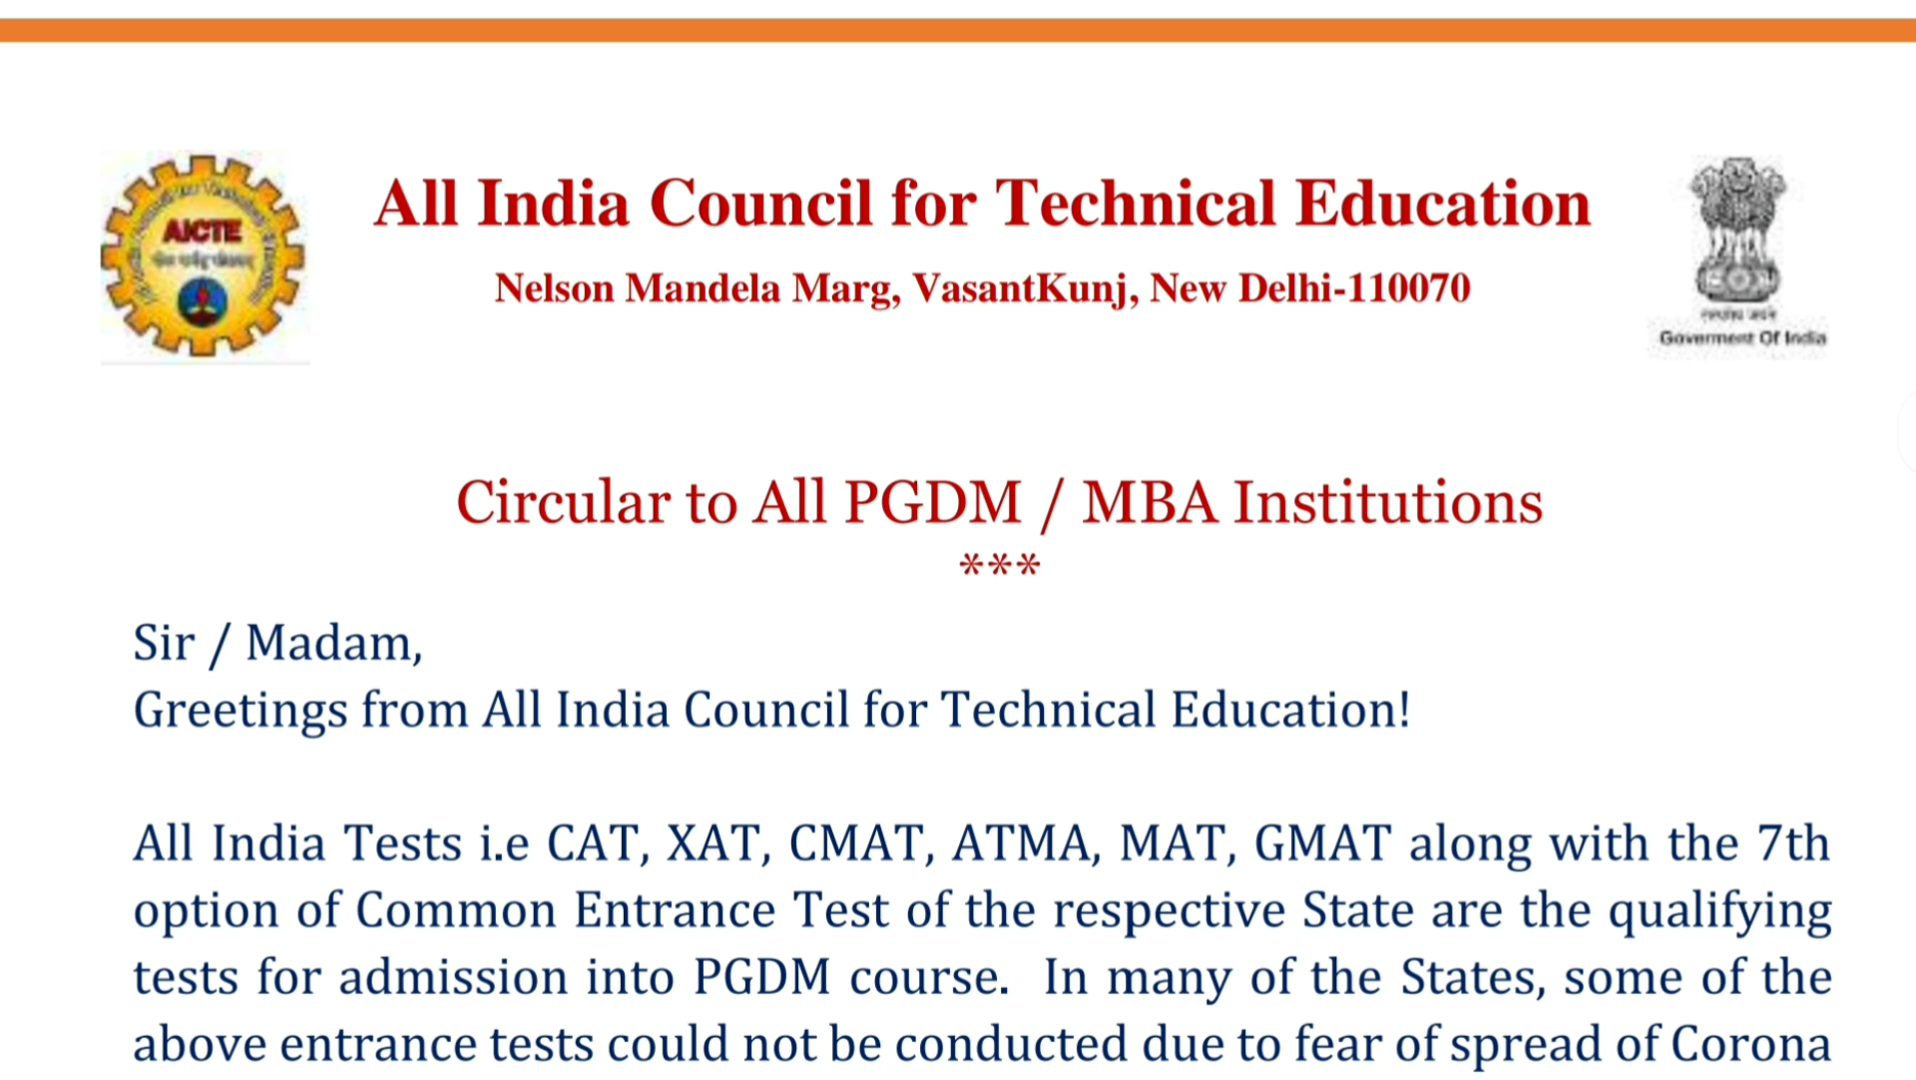 AICTE
All India Council for Technical Education
Nelson Mandela Marg, VasantKunj, New Delhi-110070
Goverment Of India
Circular to All PGDM / MBA Institutions
***
Sir / Madam,
Greetings from All India Council for Technical Education!
All India Tests i.e CAT, XAT, CMAT, ATMA, MAT, GMAT along with the 7th
option of Common Entrance Test of the respective State are the qualifying
tests for admission into PGDM course. In many of the States, some of the
above entrance tests could not be conducted due to fear of spread of Corona